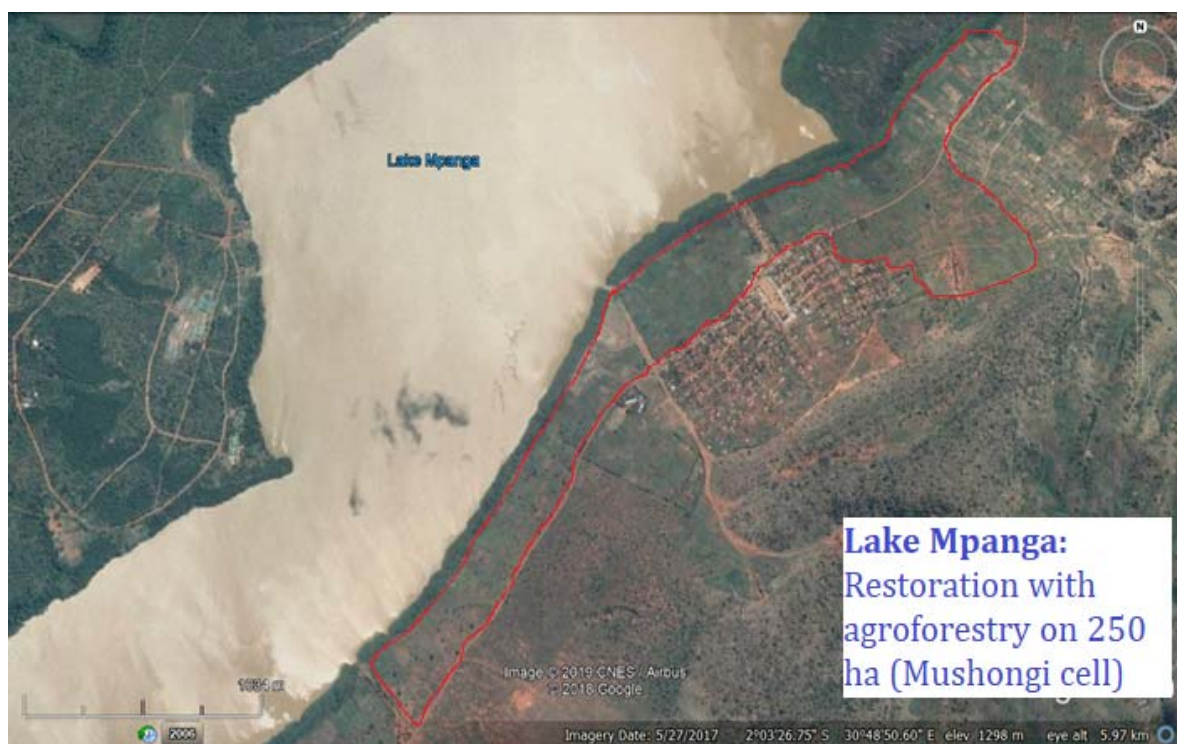 N
Lake Mpanga
Lake Mpanga:
Restoration with
agroforestry on 250
ha (Mushongi cell)
Image © 2019 CNES / Airbus
© 2018 Google
2006
Imagery Date: 5/27/2017 2°03'26.75" S 30°48'50.60" E elev 1298 m eye alt 5.97 km